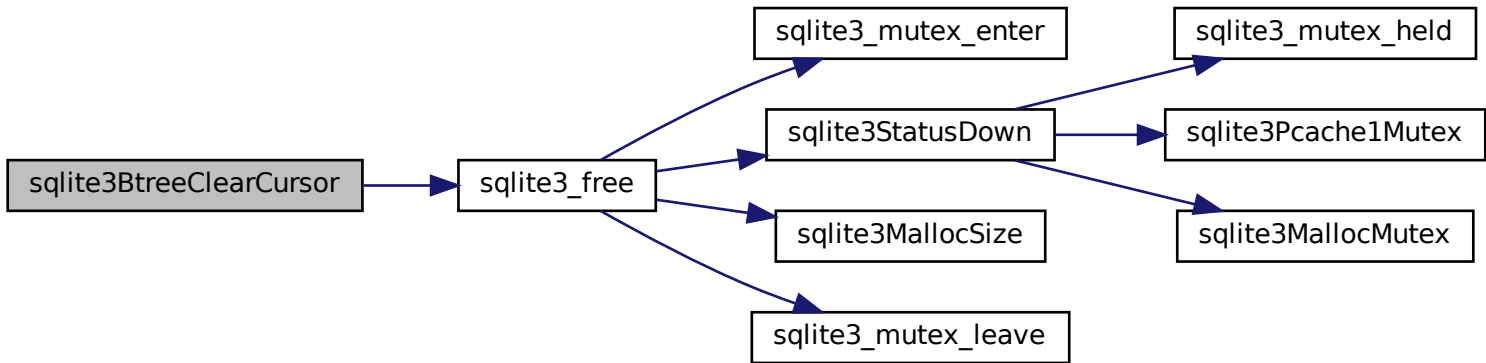 sqlite3BtreeClearCursor
sqlite3_free
sqlite3_mutex_enter
sqlite3StatusDown
sqlite3MallocSize
sqlite3_mutex_leave
sqlite3_mutex_held
sqlite3Pcache1Mutex
sqlite3MallocMutex